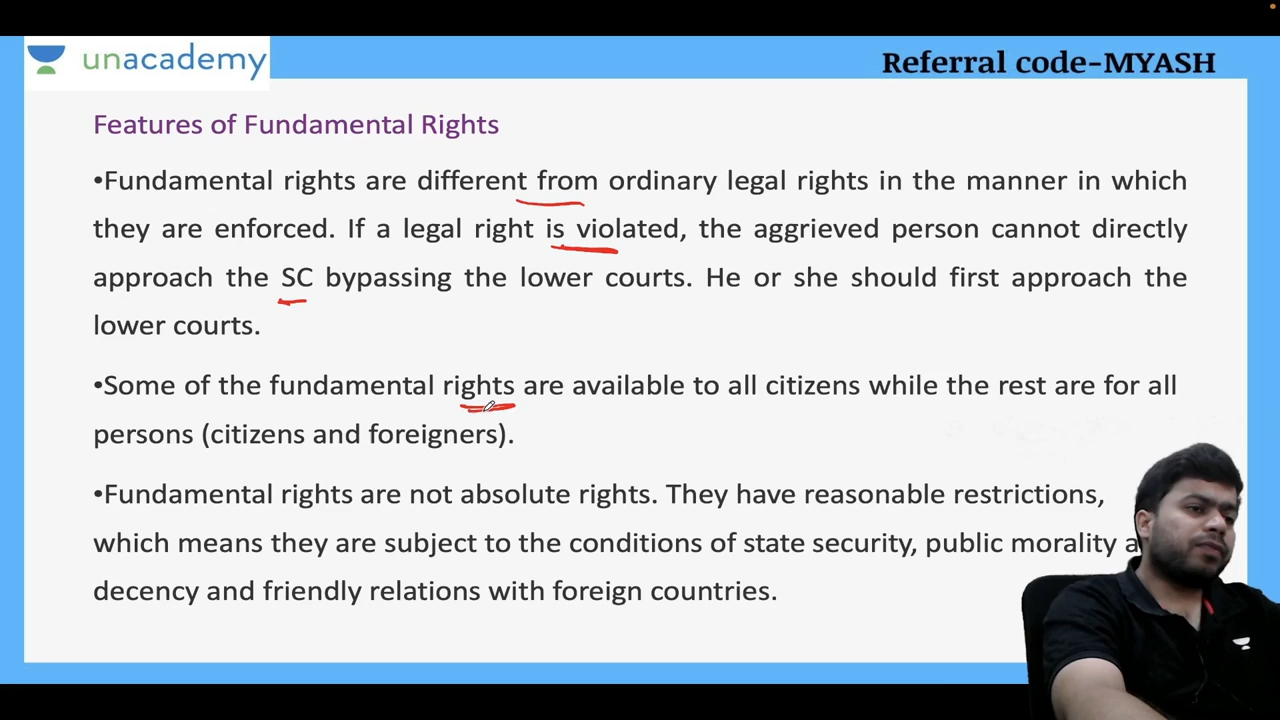 unacademy
Referral code-MYASH
Features of Fundamental Rights
•Fundamental rights are different from ordinary legal rights in the manner in which
they are enforced. If a legal right is violated, the aggrieved person cannot directly
approach the SC bypassing the lower courts. He or she should first approach the
lower courts.
•Some of the fundamental rights are available to all citizens while the rest are for all
persons (citizens and foreigners).
•Fundamental rights are not absolute rights. They have reasonable restrictions,
which means they are subject to the conditions of state security, public morality a
decency and friendly relations with foreign countries.